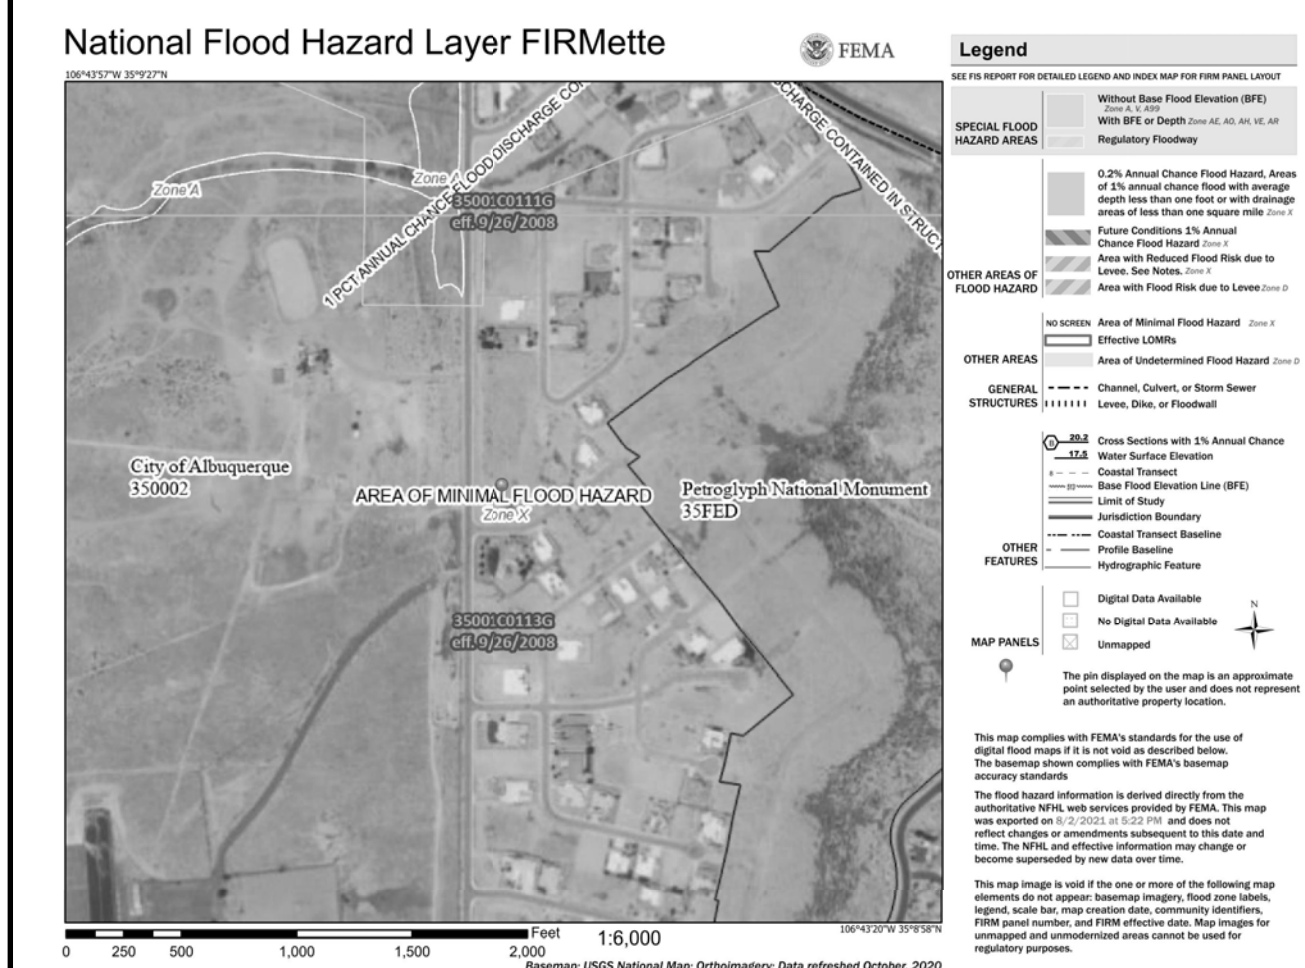 National Flood Hazard Layer FIRMette
FEMA
106°43'57"W 35°9'27"N
Zone A
Zone
1 PCT ANNUAL CHANCE FLOOD DISCHARGE CO
SCHARGE CONTAINED IN STRUCT
35001C0111G
eff. 9/26/2008
City of Albuquerque
350002
AREA OF MINIMAL FLOOD HAZARD
Zone X
Petroglyph National Monument
35FED
35001C0113G
eff. 9/26/2008
106°43'20"W 35°8'58"N
0 250 500 1,000 1,500 2,000
Feet
1:6,000
Basemap: USGS National Map: Orthoimagery: Data refreshed October, 2020
Legend
SEE FIS REPORT FOR DETAILED LEGEND AND INDEX MAP FOR FIRM PANEL LAYOUT
SPECIAL FLOOD
HAZARD AREAS
Without Base Flood Elevation (BFE)
Zone A, V, A99
With BFE or Depth Zone AE, AO, AH, VE, AR
Regulatory Floodway
OTHER AREAS OF
FLOOD HAZARD
0.2% Annual Chance Flood Hazard, Areas
of 1% annual chance flood with average
depth less than one foot or with drainage
areas of less than one square mile Zone X
Future Conditions 1% Annual
Chance Flood Hazard Zone X
Area with Reduced Flood Risk due to
Levee. See Notes. Zone X
Area with Flood Risk due to Levee Zone D
OTHER AREAS
NO SCREEN Area of Minimal Flood Hazard Zone X
Effective LOMRs
Area of Undetermined Flood Hazard Zone D
GENERAL
STRUCTURES
Channel, Culvert, or Storm Sewer
Levee, Dike, or Floodwall
OTHER
FEATURES
B 20.2 Cross Sections with 1% Annual Chance
17.5 Water Surface Elevation
Coastal Transect
Base Flood Elevation Line (BFE)
Limit of Study
Jurisdiction Boundary
Coastal Transect Baseline
Profile Baseline
Hydrographic Feature
MAP PANELS
Digital Data Available
No Digital Data Available
Unmapped
N
The pin displayed on the map is an approximate
point selected by the user and does not represent
an authoritative property location.
This map complies with FEMA's standards for the use of
digital flood maps if it is not void as described below.
The basemap shown complies with FEMA's basemap
accuracy standards
The flood hazard information is derived directly from the
authoritative NFHL web services provided by FEMA. This map
was exported on 8/2/2021 at 5:22 PM and does not
reflect changes or amendments subsequent to this date and
time. The NFHL and effective information may change or
become superseded by new data over time.
This map image is void if the one or more of the following map
elements do not appear: basemap imagery, flood zone labels,
legend, scale bar, map creation date, community identifiers,
FIRM panel number, and FIRM effective date. Map images for
unmapped and unmodernized areas cannot be used for
regulatory purposes.